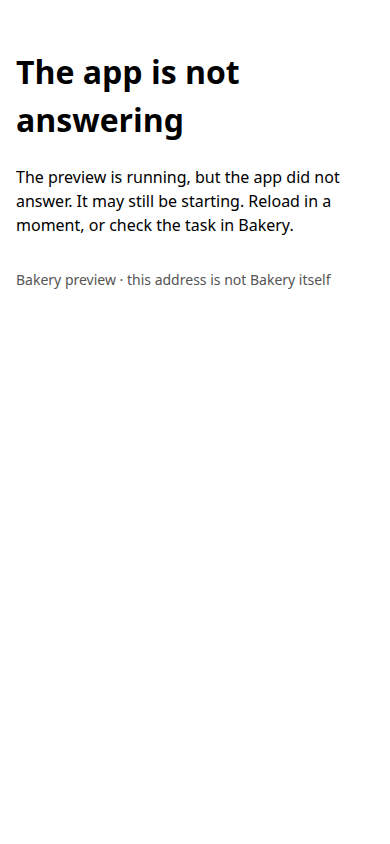 The app is not
answering
The preview is running, but the app did not
answer. It may still be starting. Reload in a
moment, or check the task in Bakery.
Bakery preview · this address is not Bakery itself